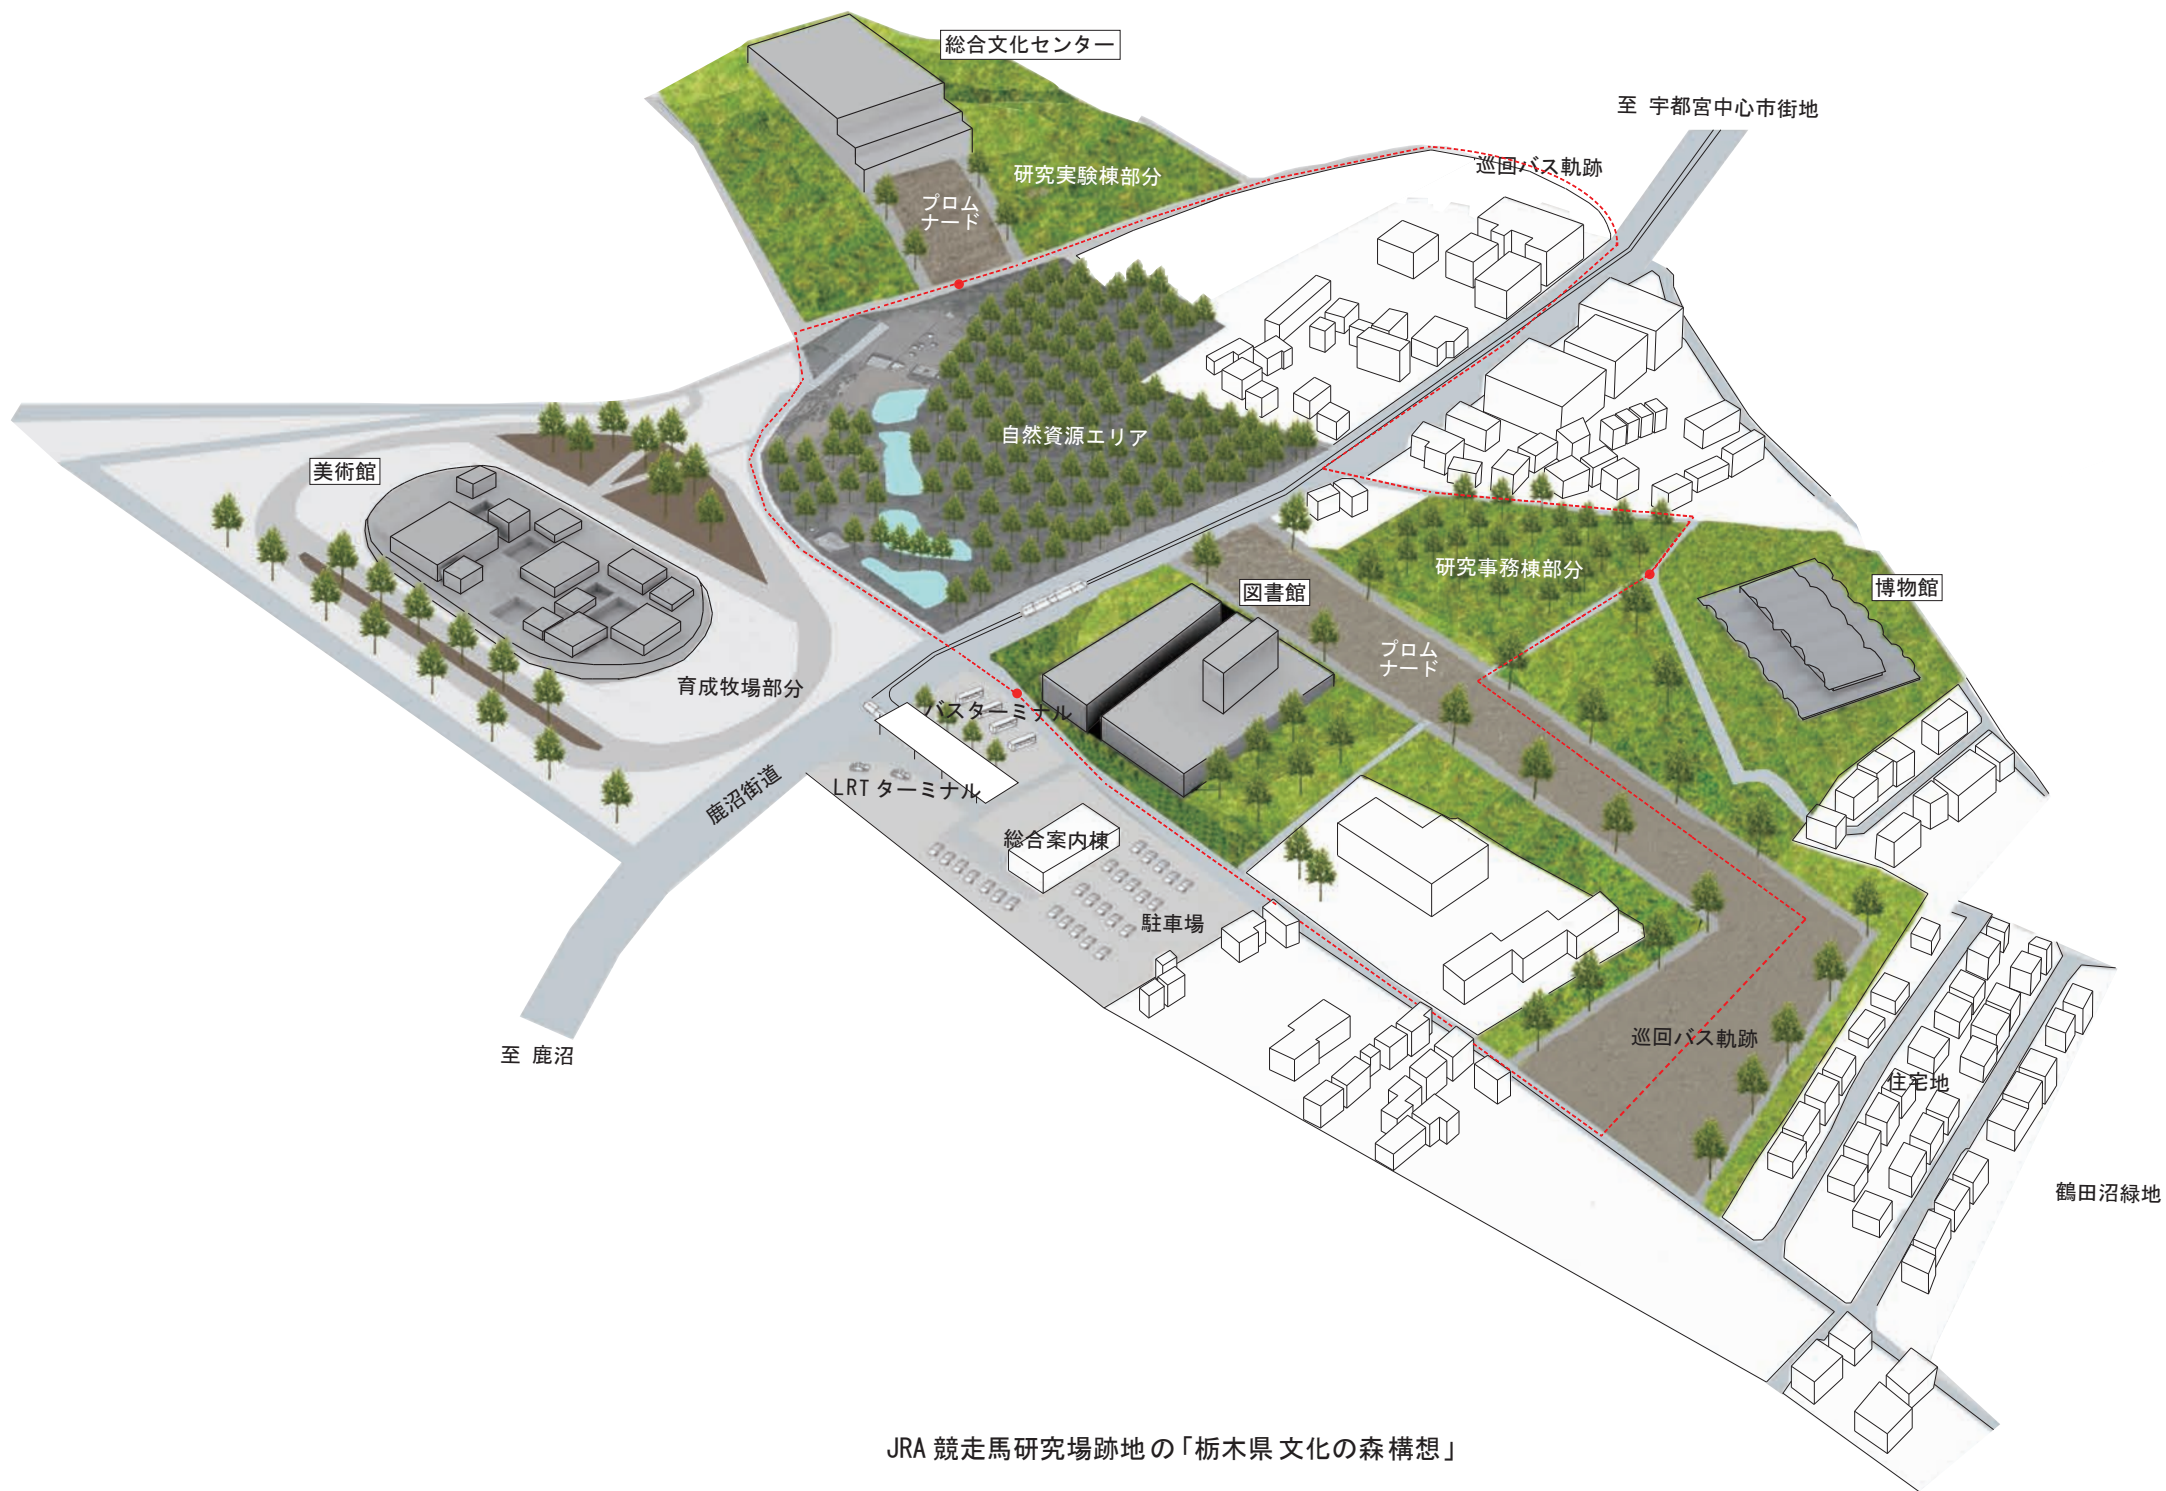 総合文化センター
至 宇都宮中心市街地
巡回バス軌跡
研究実験棟部分
プロム
ナード
自然資源エリア
美術館
研究事務棟部分
図書館
博物館
プロム
ナード
育成牧場部分
バスターミナル
鹿沼街道
LRT ターミナル
総合案内棟
駐車場
巡回バス軌跡
至 鹿沼
住宅地
鶴田沼緑地
JRA 競走馬研究場跡地の「栃木県 文化の森構想」